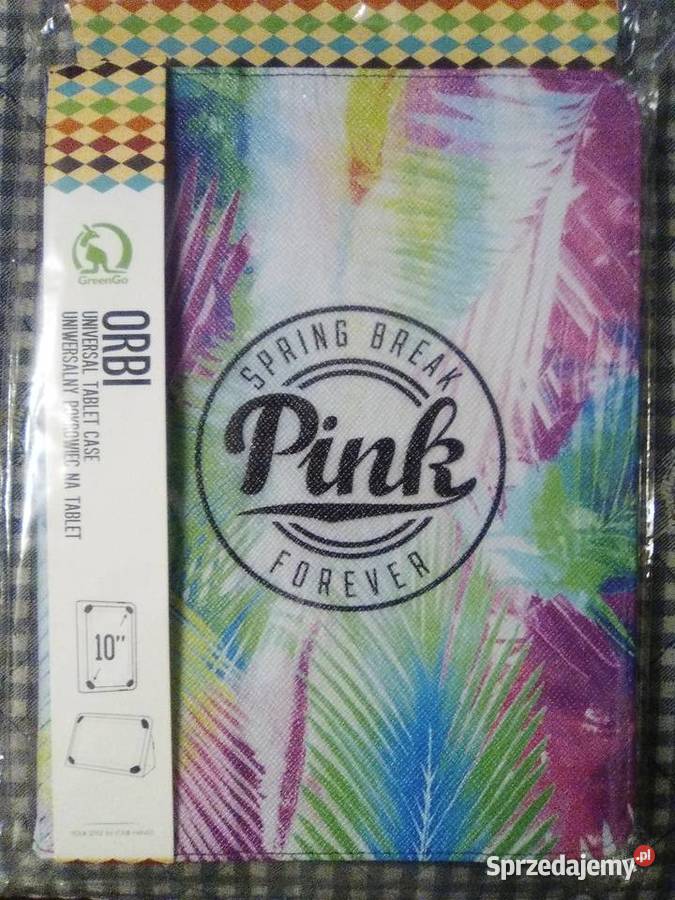 GreenGo
ORBI
UNIVERSAL TABLET CASE
UNIWERSALNY POKROWIEC NA TABLET
10"
SPRING BREAK
Pink
FOREVER
Sprzedajemy.pl